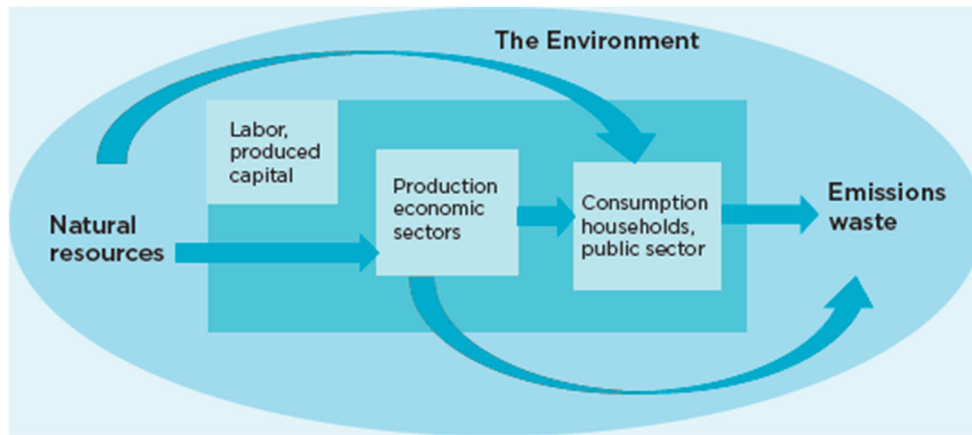 The Environment
Labor,
produced
capital
Production
economic
sectors
Consumption
households,
public sector
Natural
resources
Emissions
waste